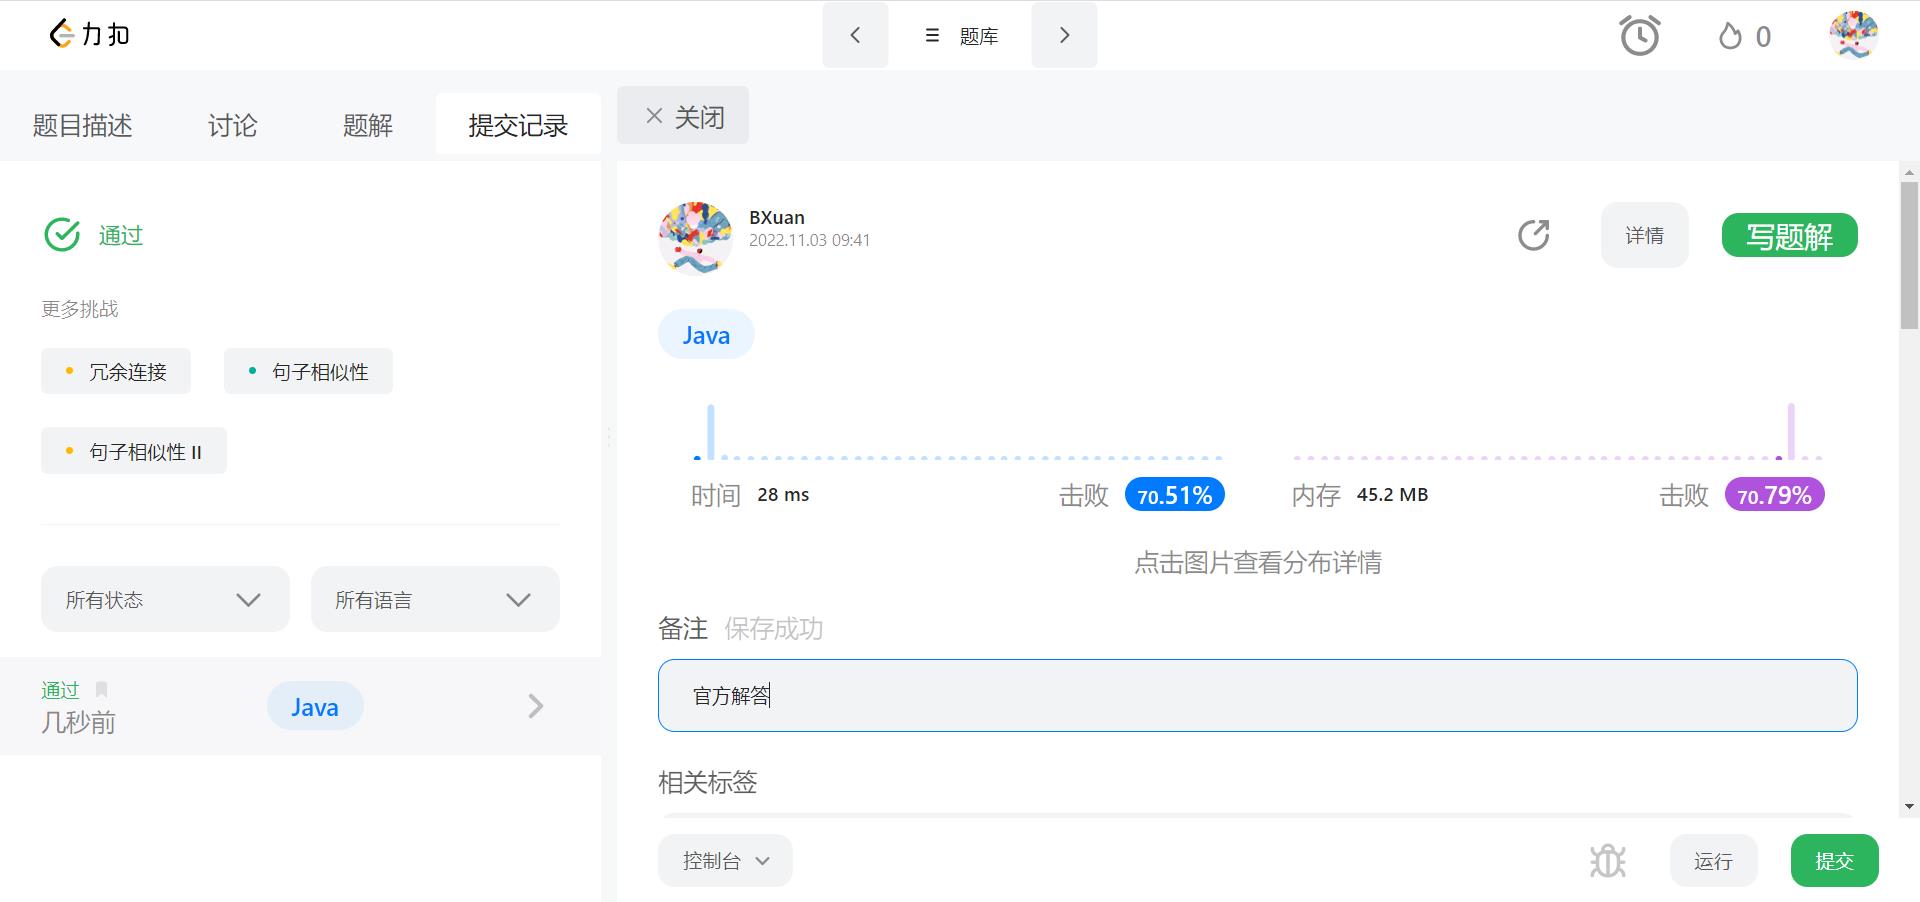 力扣
题库
0
题目描述 讨论 题解 提交记录
关闭
通过
更多挑战
冗余连接 句子相似性
句子相似性 II
所有状态 所有语言
通过
几秒前
Java
BXuan
2022.11.03 09:41
详情 写题解
Java
时间 28 ms 击败 70.51% 内存 45.2 MB 击败 70.79%
点击图片查看分布详情
备注 保存成功
官方解答
相关标签
控制台 运行 提交